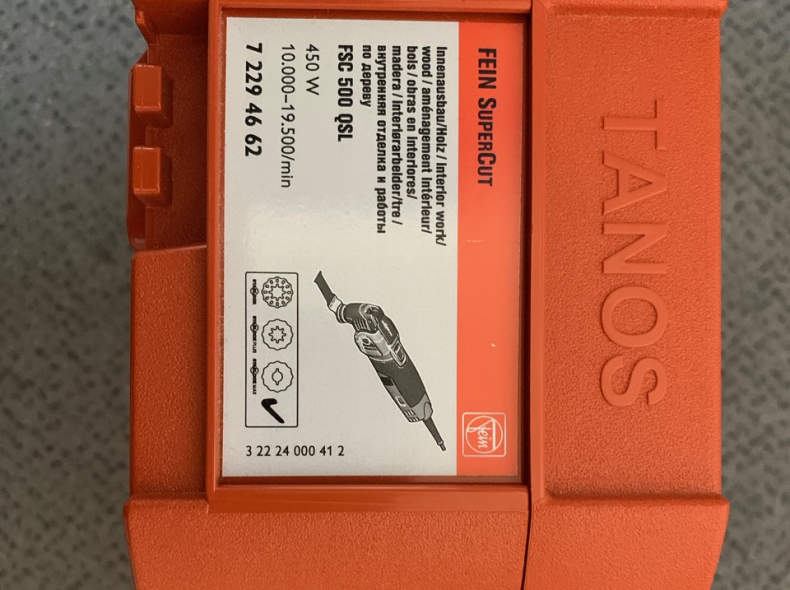 TANOS
FEIN SUPERCUT
Innenausbau/Holz / Interior work/
wood / aménagement intérieur/
bois / obras en interiores/
madera / Interiørarbeider/tre /
внутренняя отделка и работы
по дереву
FSC 500 QSL
450 W
10.000–19.500/min
7 229 46 62
Fein
3 22 24 000 41 2